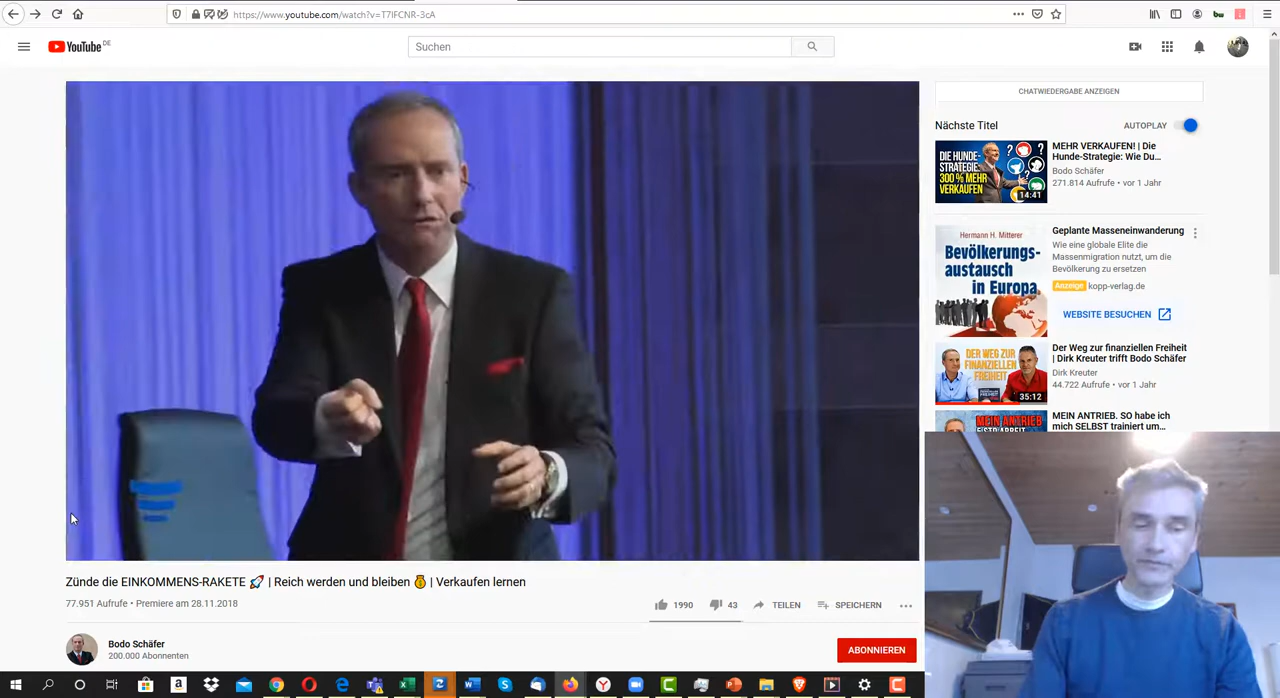 https://www.youtube.com/watch?v=T7lFCNR-3cA
YouTube DE
Suchen
CHATWIEDERGABE ANZEIGEN
Nächste Titel
AUTOPLAY
DIE HUNDE-
STRATEGIE:
300 % MEHR
VERKAUFEN
14:41
MEHR VERKAUFEN! | Die
Hunde-Strategie: Wie Du...
Bodo Schäfer
271.814 Aufrufe • vor 1 Jahr
Hermann H. Mitterer
Bevölkerungs-
austausch
in Europa
Geplante Masseneinwanderung
Wie eine globale Elite die
Massenmigration nutzt, um die
Bevölkerung zu ersetzen
Anzeige kopp-verlag.de
WEBSITE BESUCHEN
DER WEG ZUR
FINANZIELLEN
FREIHEIT
35:12
Der Weg zur finanziellen Freiheit
| Dirk Kreuter trifft Bodo Schäfer
Dirk Kreuter
44.722 Aufrufe • vor 1 Jahr
MEIN ANTRIEB
MEIN ANTRIEB. SO habe ich
mich SELBST trainiert um...
Zünde die EINKOMMENS-RAKETE 🚀 | Reich werden und bleiben 💰 | Verkaufen lernen
77.951 Aufrufe • Premiere am 28.11.2018
1990
43
TEILEN
SPEICHERN
Bodo Schäfer
200.000 Abonnenten
ABONNIEREN